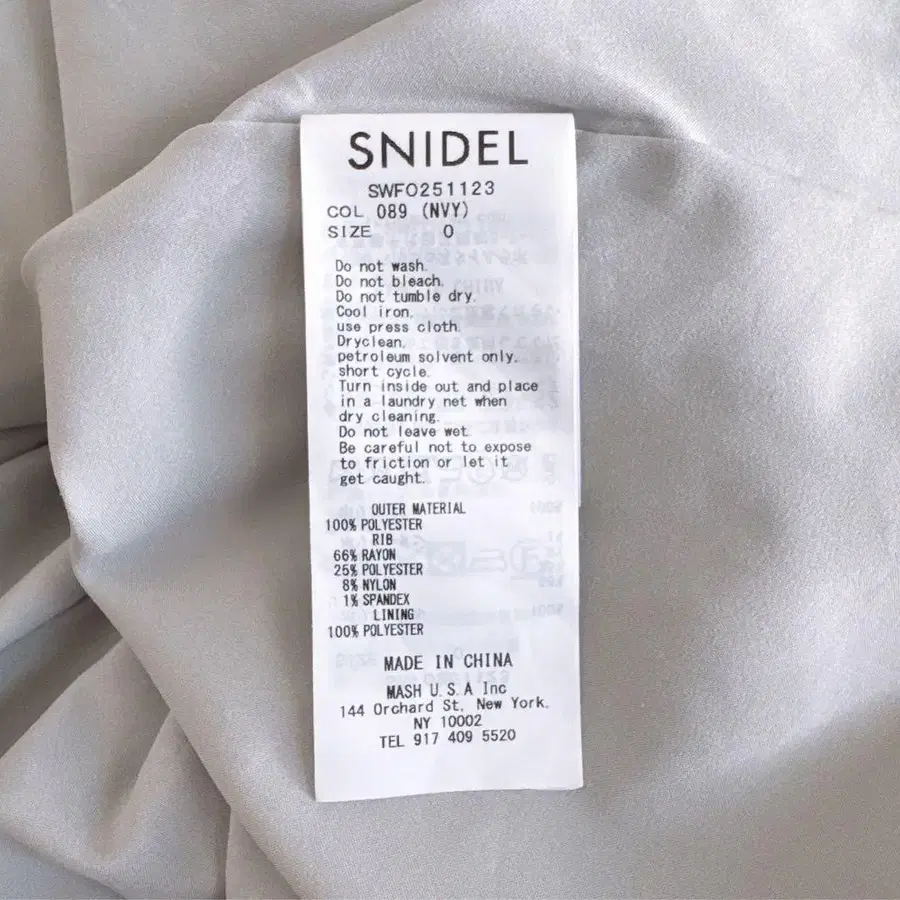 SNIDEL
SWFO251123
COL 089 (NVY)
SIZE 0
Do not wash.
Do not bleach.
Do not tumble dry.
Cool iron,
use press cloth.
Dryclean,
petroleum solvent only,
short cycle.
Turn inside out and place
in a laundry net when
dry cleaning.
Do not leave wet.
Be careful not to expose
to friction or let it
get caught.
OUTER MATERIAL
100% POLYESTER
RIB
66% RAYON
25% POLYESTER
8% NYLON
1% SPANDEX
LINING
100% POLYESTER
MADE IN CHINA
MASH U.S.A Inc
144 Orchard St, New York,
NY 10002
TEL 917 409 5520